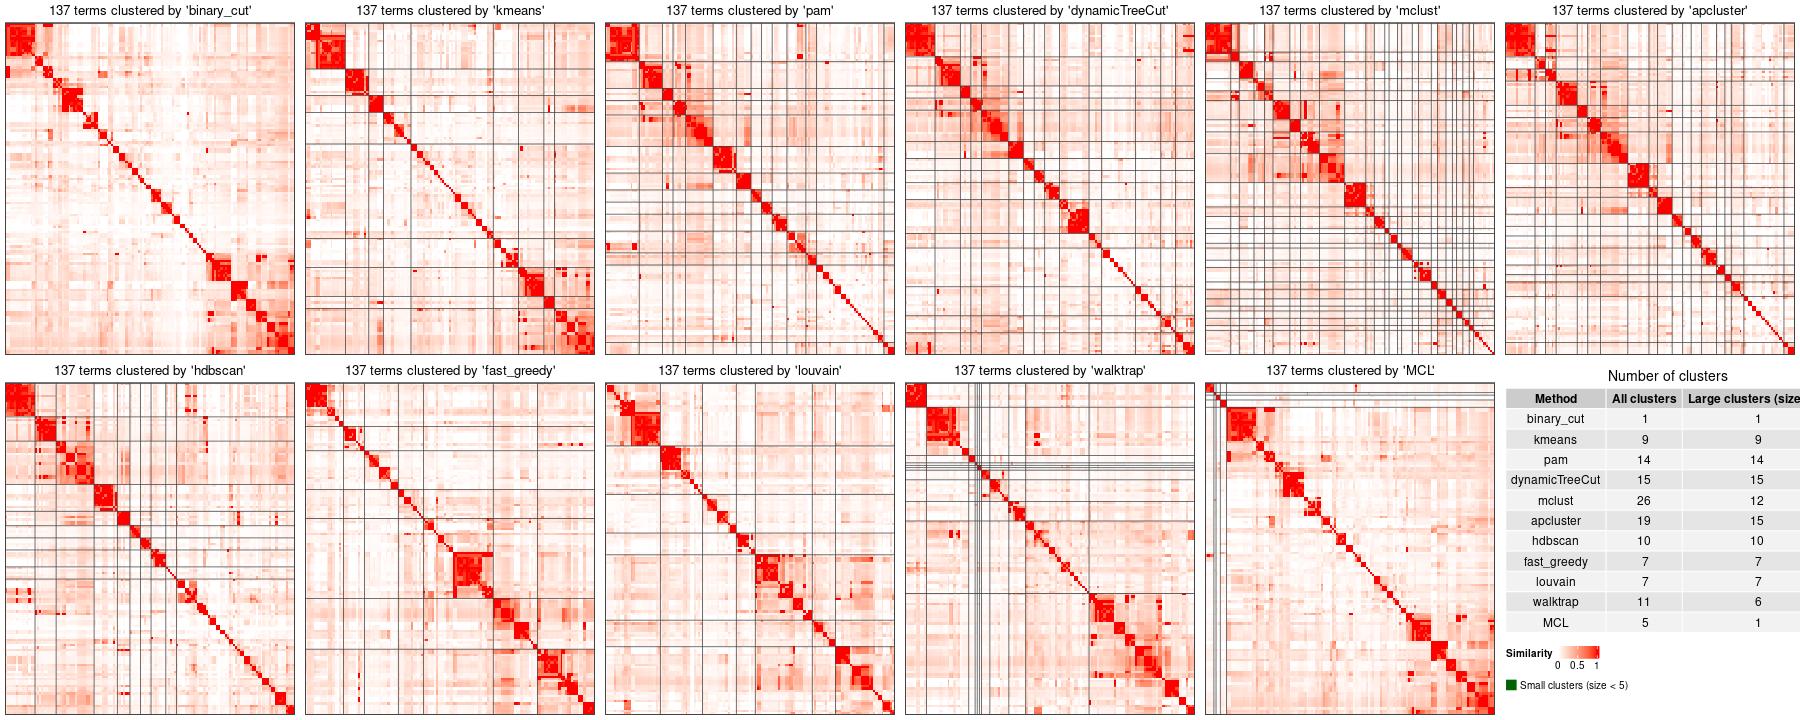 137 terms clustered by 'binary_cut'
137 terms clustered by 'kmeans'
137 terms clustered by 'pam'
137 terms clustered by 'dynamicTreeCut'
137 terms clustered by 'mclust'
137 terms clustered by 'apcluster'
137 terms clustered by 'hdbscan'
137 terms clustered by 'fast_greedy'
137 terms clustered by 'louvain'
137 terms clustered by 'walktrap'
137 terms clustered by 'MCL'
Number of clusters
Method All clusters Large clusters (size
binary_cut 1 1
kmeans 9 9
pam 14 14
dynamicTreeCut 15 15
mclust 26 12
apcluster 19 15
hdbscan 10 10
fast_greedy 7 7
louvain 7 7
walktrap 11 6
MCL 5 1
Similarity
0 0.5 1
Small clusters (size < 5)